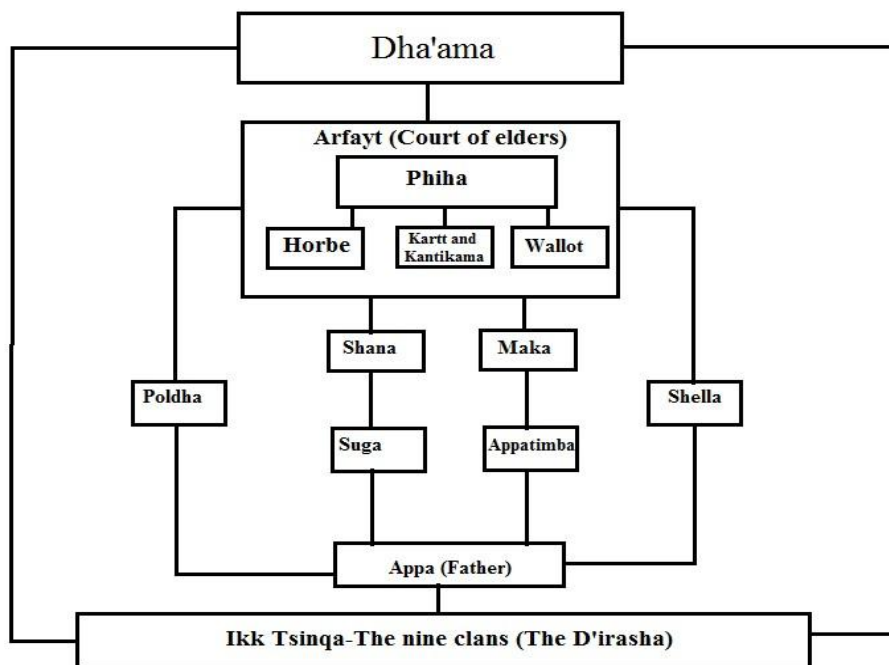 Dha'ama
Arfayt (Court of elders)
Phiha
Horbe
Kartt and
Kantikama
Wallot
Shana
Maka
Poldha
Shella
Suga
Appatimba
Appa (Father)
Ikk Tsinqa-The nine clans (The D'irasha)